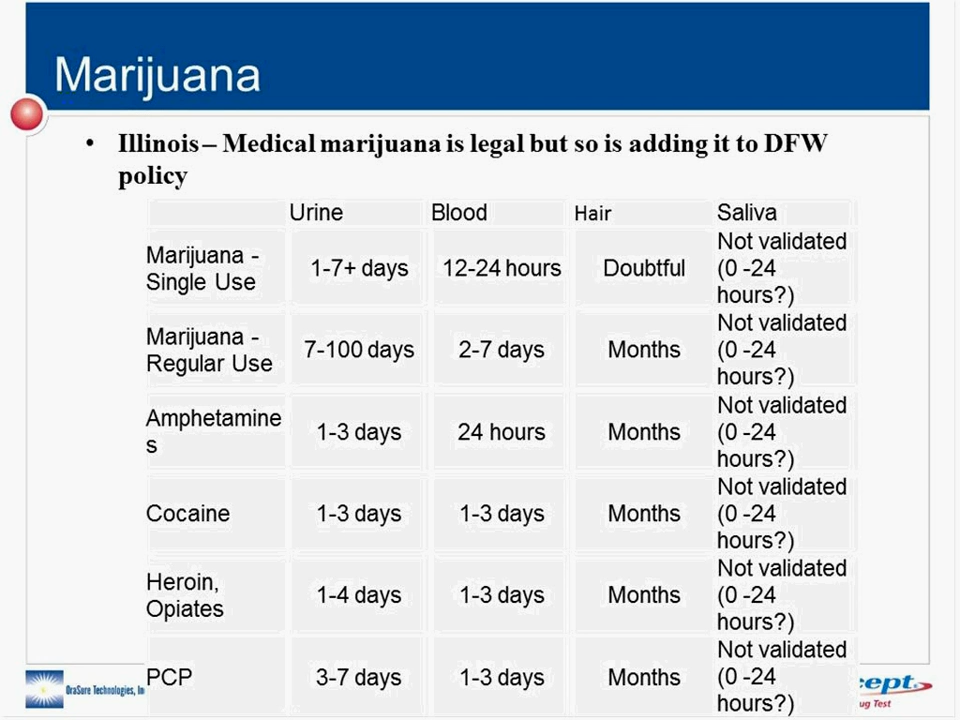 Marijuana
• Illinois – Medical marijuana is legal but so is adding it to DFW
policy
Urine Blood Hair Saliva
Marijuana -
Single Use
1-7+ days
12-24 hours
Doubtful
Not validated
(0 -24
hours?)
Marijuana -
Regular Use
7-100 days
2-7 days
Months
Not validated
(0 -24
hours?)
Amphetamine
s
1-3 days
24 hours
Months
Not validated
(0 -24
hours?)
Cocaine
1-3 days
1-3 days
Months
Not validated
(0 -24
hours?)
Heroin,
Opiates
1-4 days
1-3 days
Months
Not validated
(0 -24
hours?)
PCP
3-7 days
1-3 days
Months
Not validated
(0 -24
hours?)
OraSure Technologies, In
cept
ug Test